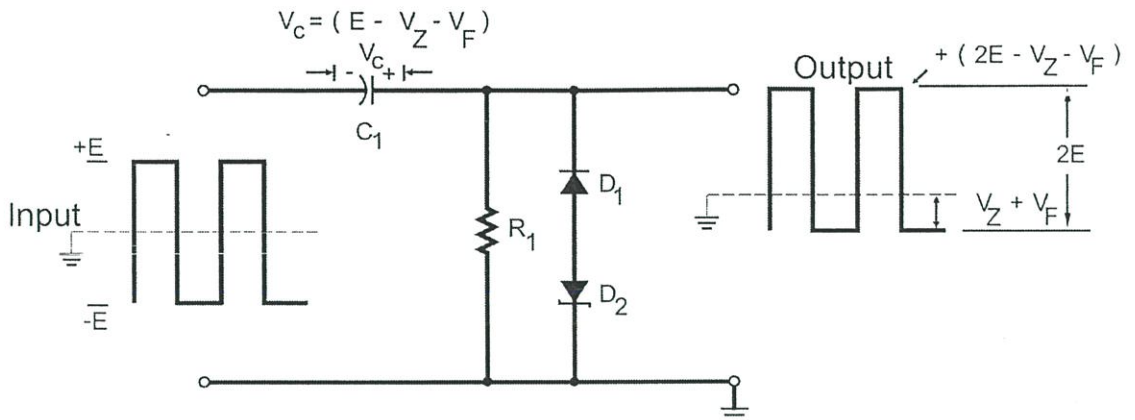 V_C = ( E - V_Z - V_F )
V_C
- +
C_1
Output
+ ( 2E - V_Z - V_F )
+E
Input
-E
R_1
D_1
D_2
2E
V_Z + V_F